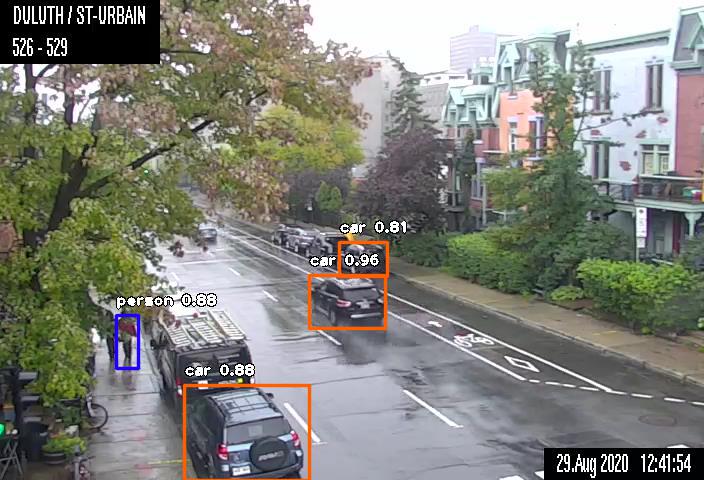 DULUTH / ST-URBAIN
526 - 529
car 0.81
car 0.96
person 0.88
car 0.88
29.Aug 2020 12:41:54